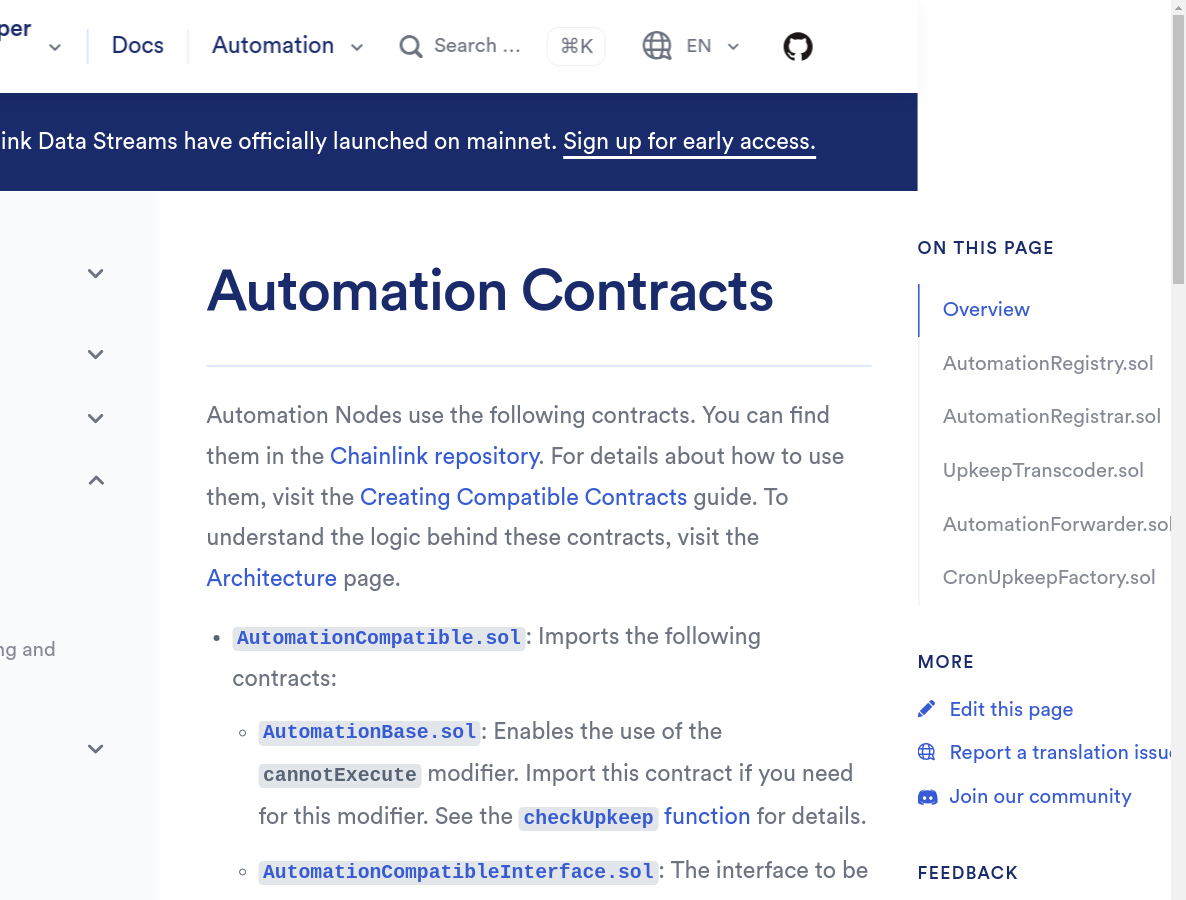 per
Docs
Automation
Search ...
⌘K
EN
ink Data Streams have officially launched on mainnet. Sign up for early access.
ng and
Automation Contracts
Automation Nodes use the following contracts. You can find
them in the Chainlink repository. For details about how to use
them, visit the Creating Compatible Contracts guide. To
understand the logic behind these contracts, visit the
Architecture page.
• AutomationCompatible.sol: Imports the following
contracts:
◦ AutomationBase.sol: Enables the use of the
cannotExecute modifier. Import this contract if you need
for this modifier. See the checkUpkeep function for details.
◦ AutomationCompatibleInterface.sol: The interface to be
ON THIS PAGE
Overview
AutomationRegistry.sol
AutomationRegistrar.sol
UpkeepTranscoder.sol
AutomationForwarder.sol
CronUpkeepFactory.sol
MORE
Edit this page
Report a translation issue
Join our community
FEEDBACK